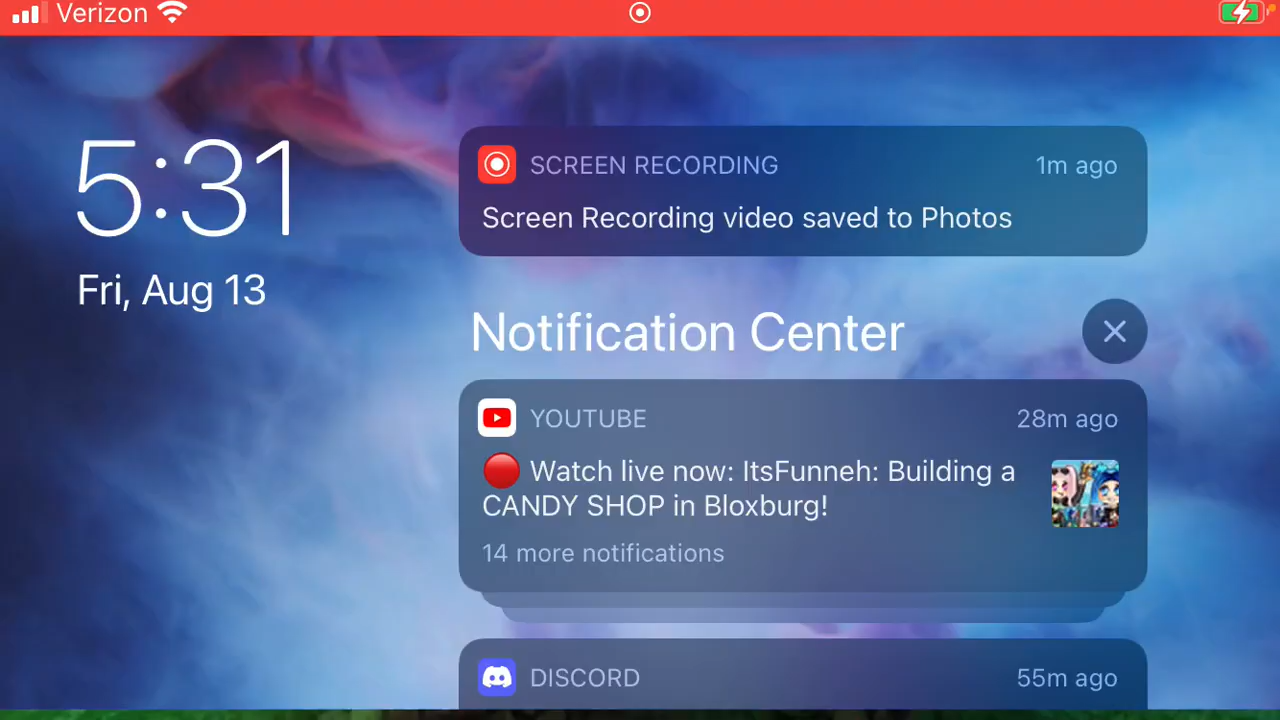 Verizon
5:31
Fri, Aug 13
SCREEN RECORDING 1m ago
Screen Recording video saved to Photos
Notification Center
YOUTUBE 28m ago
🔴 Watch live now: ItsFunneh: Building a
CANDY SHOP in Bloxburg!
14 more notifications
DISCORD 55m ago